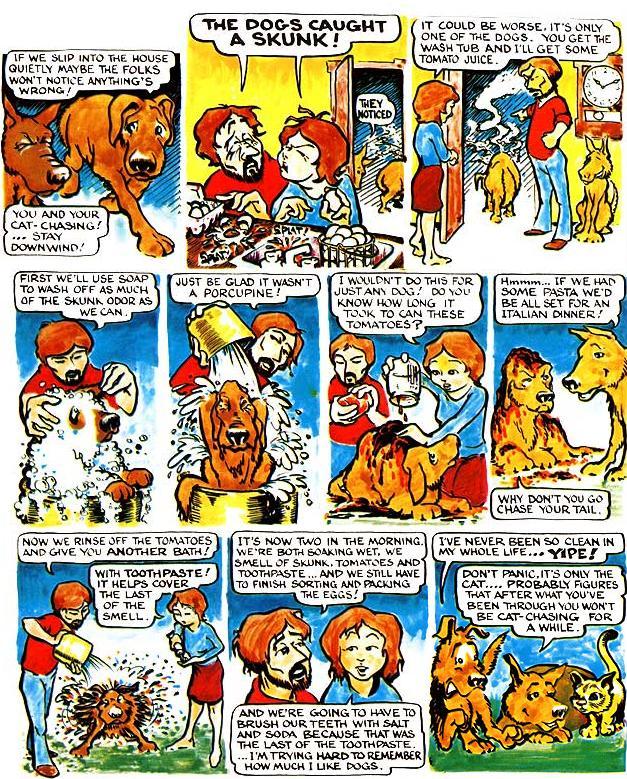 IF WE SLIP INTO THE HOUSE
QUIETLY MAYBE THE FOLKS
WON'T NOTICE ANYTHING'S
WRONG!
YOU AND YOUR
CAT-CHASING!
... STAY
DOWNWIND!
THE DOGS CAUGHT
A SKUNK!
THEY
NOTICED
SPLAT!
SPLAT!
IT COULD BE WORSE. IT'S ONLY
ONE OF THE DOGS. YOU GET THE
WASH TUB AND I'LL GET SOME
TOMATO JUICE.
FIRST WE'LL USE SOAP
TO WASH OFF AS MUCH
OF THE SKUNK ODOR AS
WE CAN.
JUST BE GLAD IT WASN'T
A PORCUPINE!
I WOULDN'T DO THIS FOR
JUST ANY DOG! DO YOU
KNOW HOW LONG IT
TOOK TO CAN THESE
TOMATOES?
Hmmm... IF WE HAD
SOME PASTA WE'D
BE ALL SET FOR AN
ITALIAN DINNER!
WHY DON'T YOU GO
CHASE YOUR TAIL.
NOW WE RINSE OFF THE TOMATOES
AND GIVE YOU ANOTHER BATH!
WITH TOOTHPASTE!
IT HELPS COVER
THE LAST
OF THE
SMELL.
IT'S NOW TWO IN THE MORNING,
WE'RE BOTH SOAKING WET, WE
SMELL OF SKUNK, TOMATOES AND
TOOTHPASTE... AND WE STILL HAVE
TO FINISH SORTING AND PACKING
THE EGGS!
AND WE'RE GOING TO HAVE TO
BRUSH OUR TEETH WITH SALT
AND SODA BECAUSE THAT WAS
THE LAST OF THE TOOTHPASTE.
...I'M TRYING HARD TO REMEMBER
HOW MUCH I LIKE DOGS.
I'VE NEVER BEEN SO CLEAN IN
MY WHOLE LIFE... YIPE!
DON'T PANIC, IT'S ONLY THE
CAT.... PROBABLY FIGURES
THAT AFTER WHAT YOU'VE
BEEN THROUGH YOU WON'T
BE CAT-CHASING FOR
A WHILE.